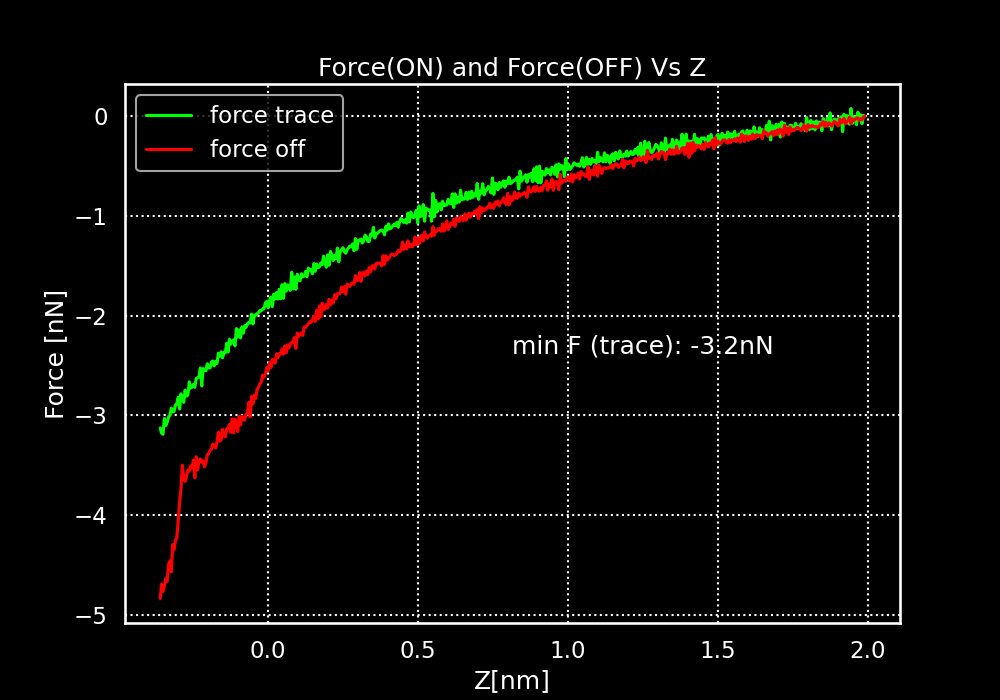 Force(ON) and Force(OFF) Vs Z
force trace
force off
0
−1
−2
−3
−4
−5
Force [nN]
min F (trace): -3.2nN
0.0 0.5 1.0 1.5 2.0
Z[nm]